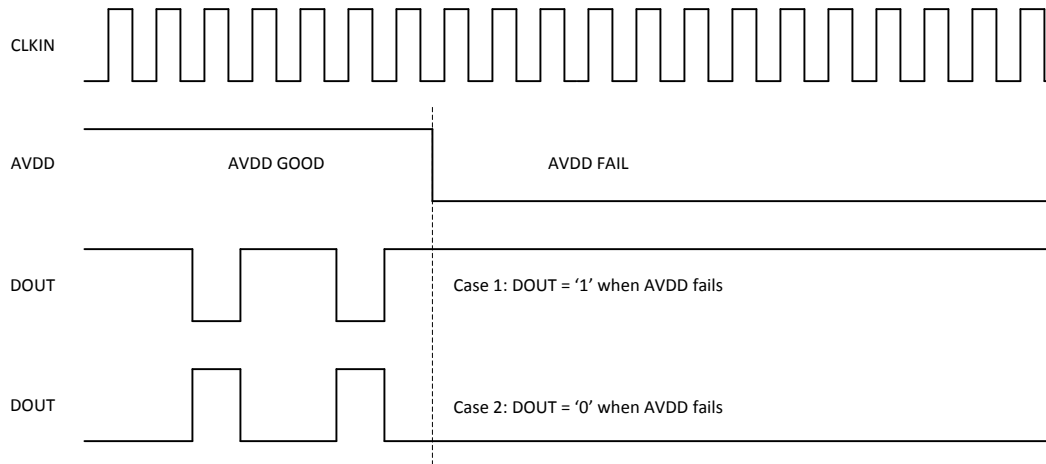 CLKIN
AVDD
AVDD GOOD
AVDD FAIL
DOUT
Case 1: DOUT = ‘1’ when AVDD fails
DOUT
Case 2: DOUT = ‘0’ when AVDD fails